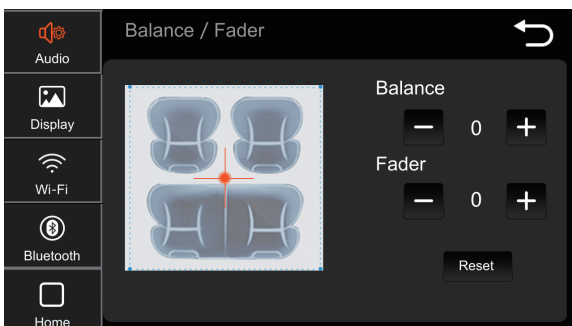 Balance / Fader
Audio
Display
Wi-Fi
Bluetooth
Home
Balance
0
Fader
0
Reset